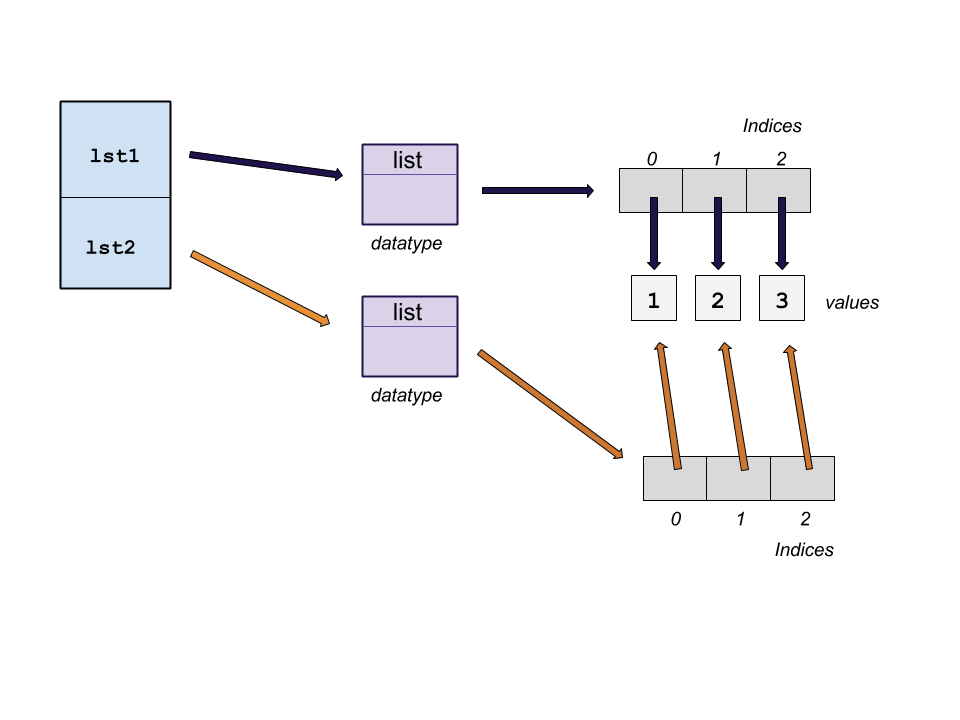 lst1
lst2
list
datatype
list
datatype
Indices
0 1 2
1 2 3 values
0 1 2
Indices